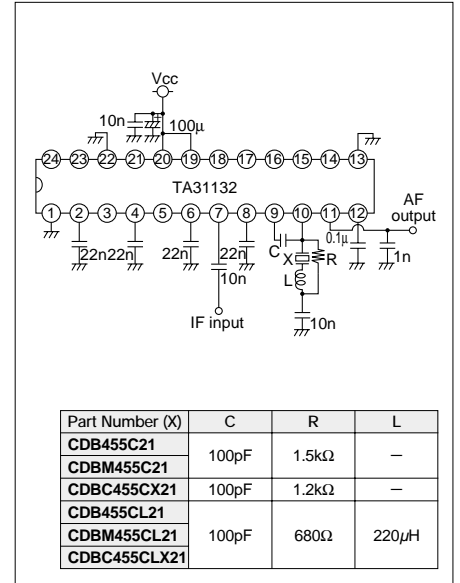 Vcc
10n
100μ
24 23 22 21 20 19 18 17 16 15 14 13
TA31132
1 2 3 4 5 6 7 8 9 10 11 12
AF
output
22n 22n 22n 22n 10n C X L R 0.1μ 1n
IF input
10n
Part Number (X) C R L
CDB455C21
CDBM455C21
100pF 1.5kΩ –
CDBC455CX21 100pF 1.2kΩ –
CDB455CL21
CDBM455CL21
CDBC455CLX21
100pF 680Ω 220μH